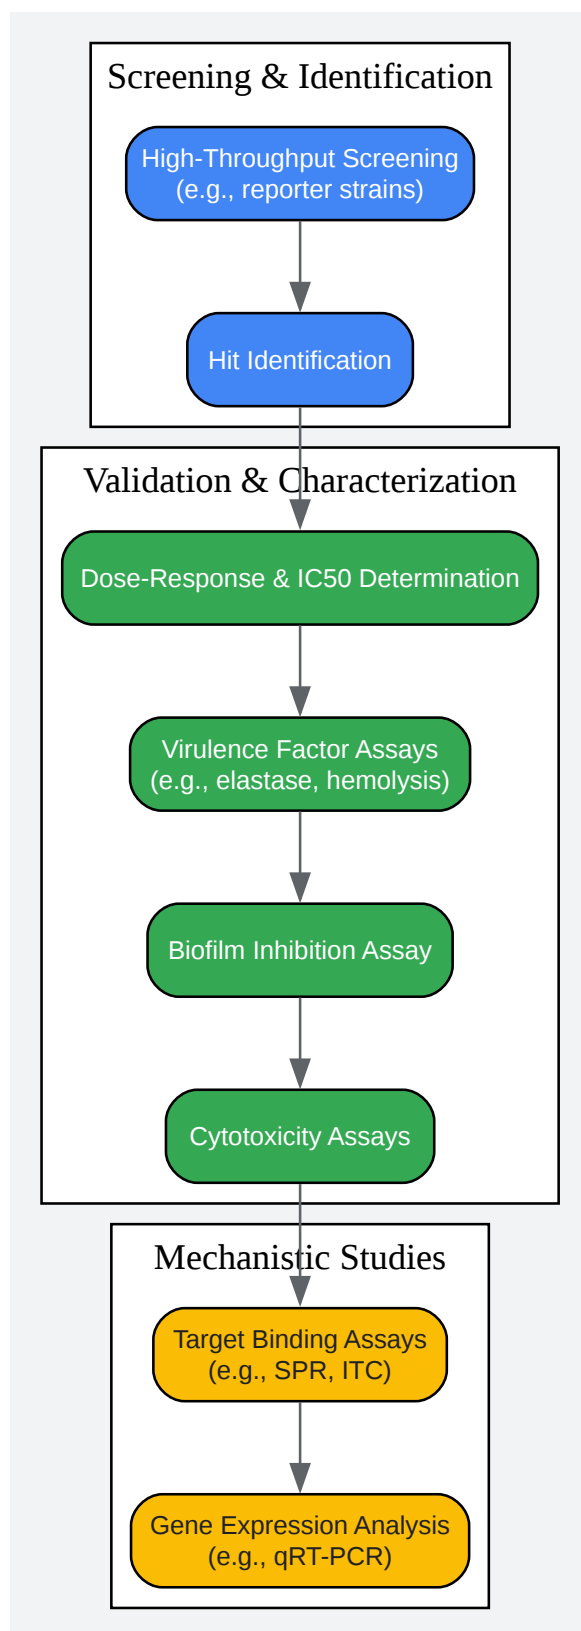 Screening & Identification
High-Throughput Screening
(e.g., reporter strains)
Hit Identification
Validation & Characterization
Dose-Response & IC50 Determination
Virulence Factor Assays
(e.g., elastase, hemolysis)
Biofilm Inhibition Assay
Cytotoxicity Assays
Mechanistic Studies
Target Binding Assays
(e.g., SPR, ITC)
Gene Expression Analysis
(e.g., qRT-PCR)